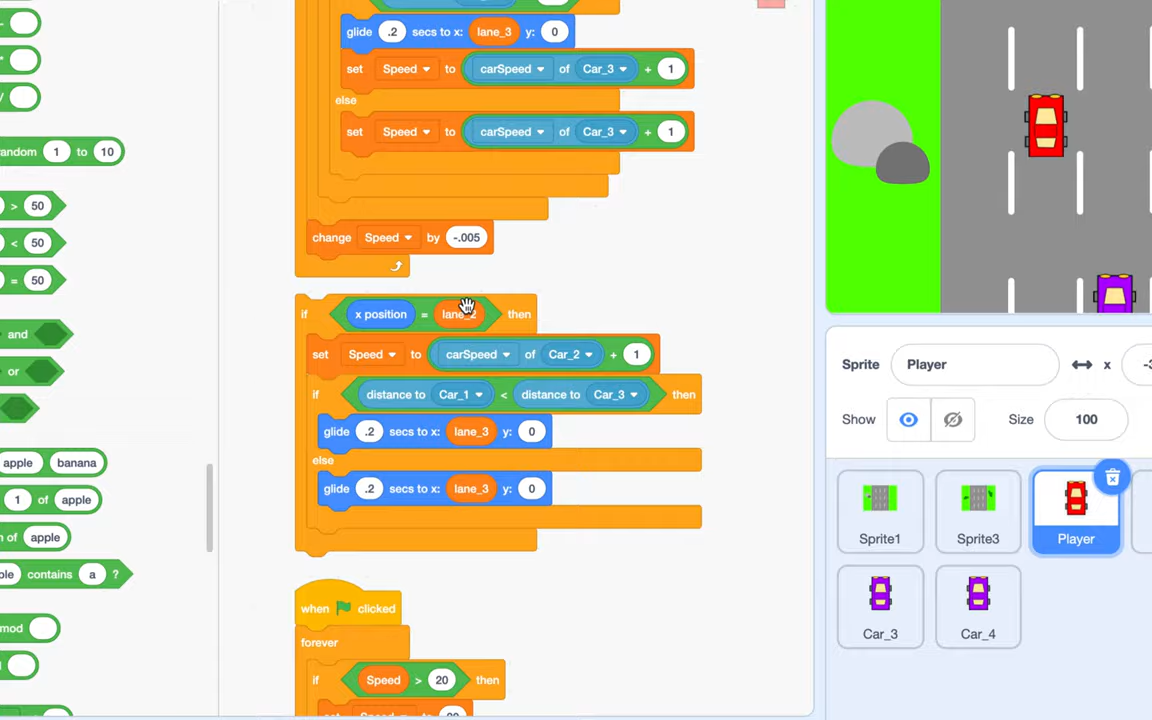 glide .2 secs to x: lane_3 y: 0
set Speed to carSpeed of Car_3 + 1
else
set Speed to carSpeed of Car_3 + 1
random 1 to 10
> 50
< 50
= 50
change Speed by -.005
if x position = then
set Speed to carSpeed of Car_2 + 1
and
or
if distance to Car_1 < distance to Car_3 then
glide .2 secs to x: lane_3 y: 0
else
glide .2 secs to x: lane_3 y: 0
apple banana
1 of apple
of apple
contains a ?
mod
when clicked
forever
if Speed > 20 then
Sprite Player x
Show Size 100
Sprite1 Sprite3 Player
Car_3 Car_4